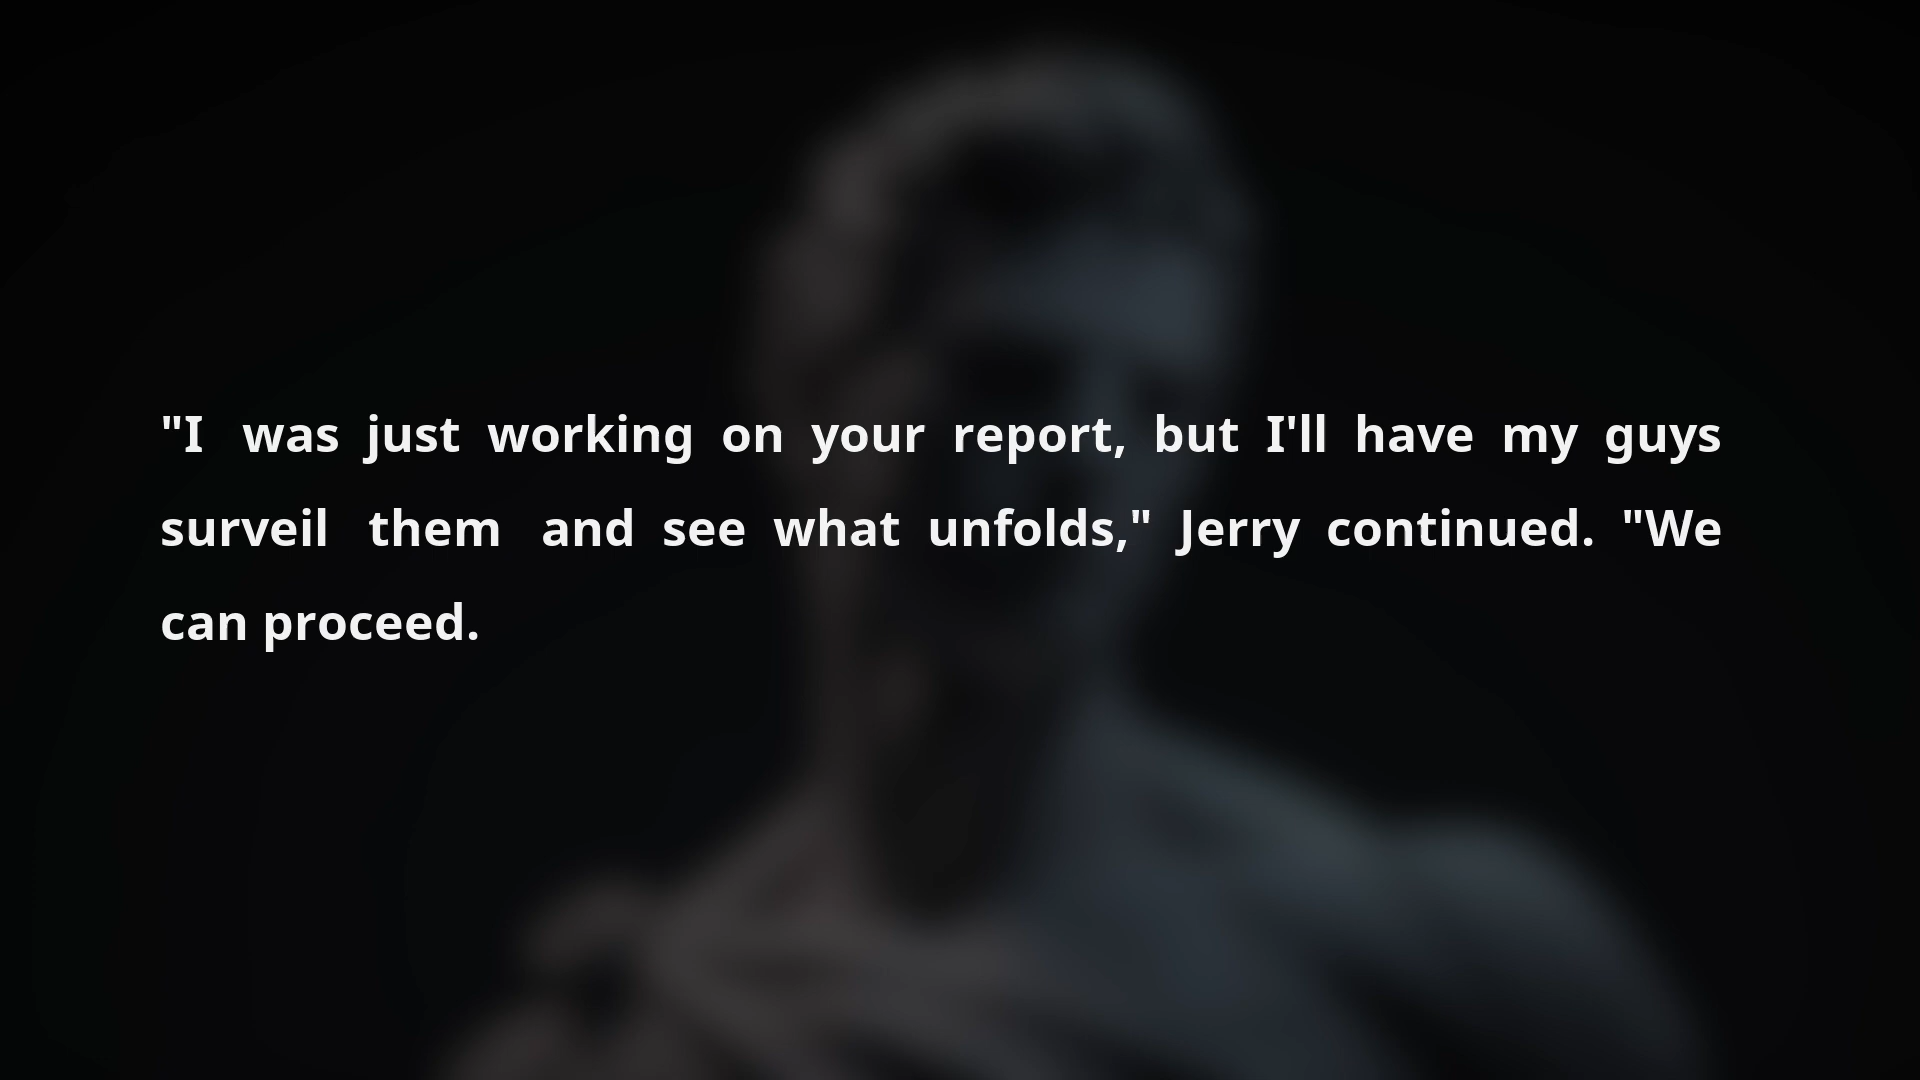 "I was just working on your report, but I'll have my guys
surveil them and see what unfolds," Jerry continued. "We
can proceed.